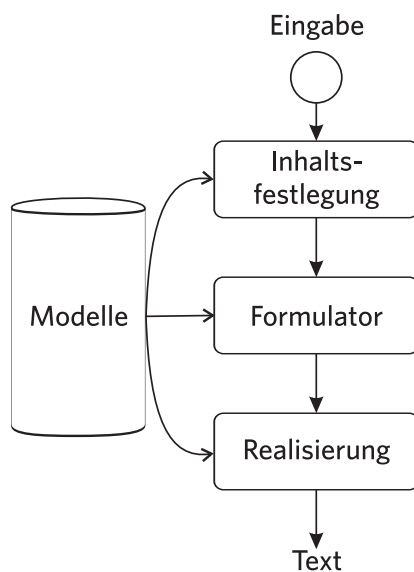 Eingabe
Inhalts-
festlegung
Modelle
Formulator
Realisierung
Text